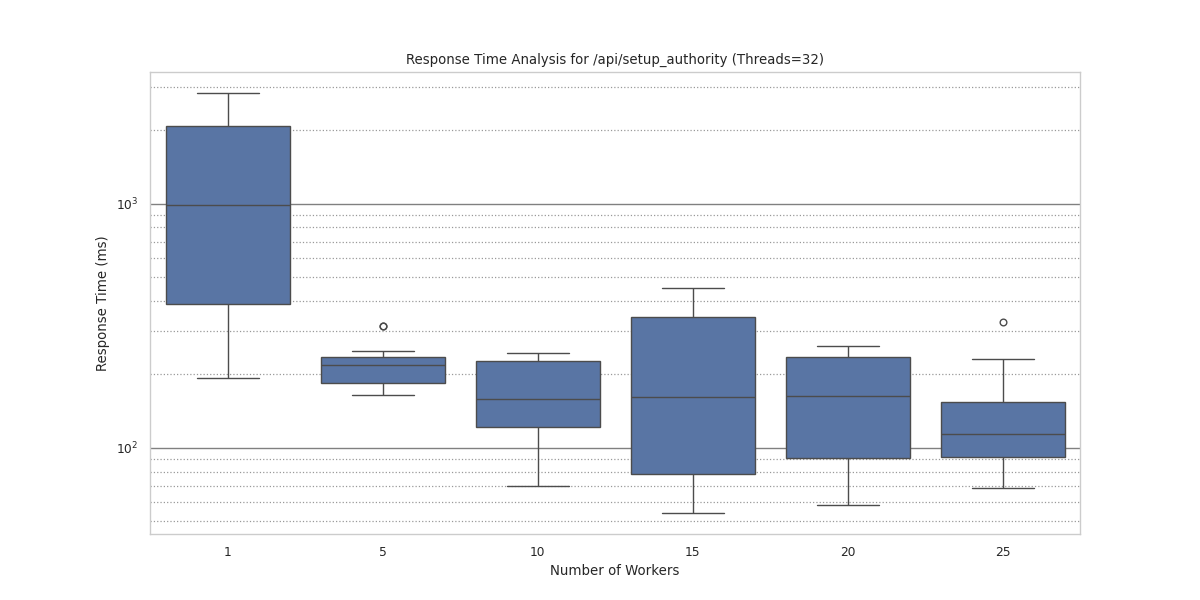 Response Time Analysis for /api/setup_authority (Threads=32)
Response Time (ms)
10³
10²
1 5 10 15 20 25
Number of Workers